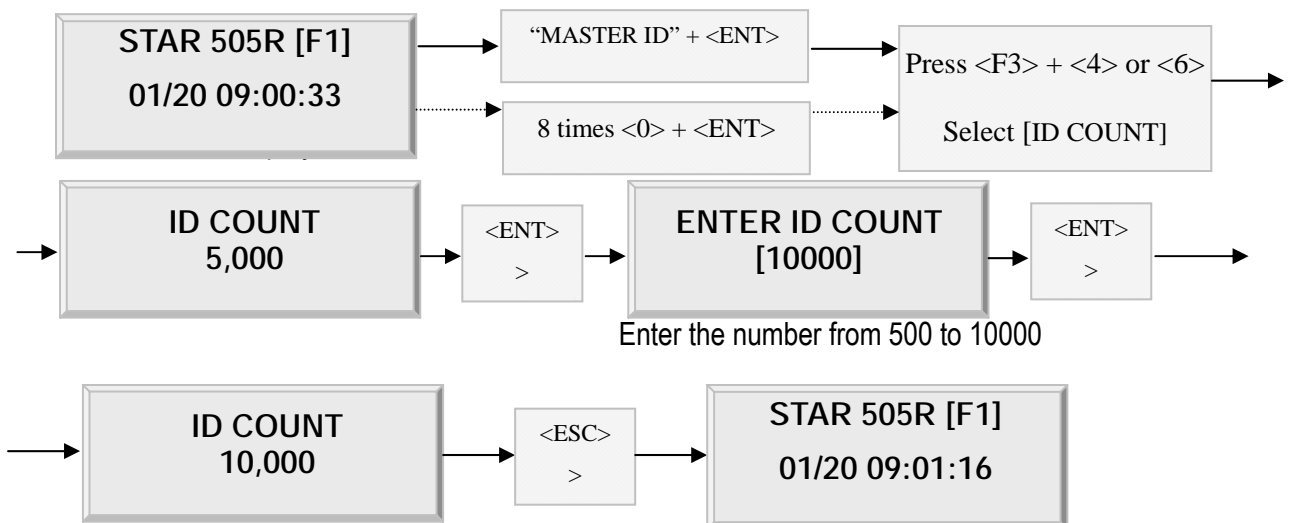 STAR 505R [F1]
01/20 09:00:33
“MASTER ID” + <ENT>
8 times <0> + <ENT>
Press <F3> + <4> or <6>
Select [ID COUNT]
ID COUNT
5,000
<ENT>
>
ENTER ID COUNT
[10000]
<ENT>
>
Enter the number from 500 to 10000
ID COUNT
10,000
<ESC>
>
STAR 505R [F1]
01/20 09:01:16